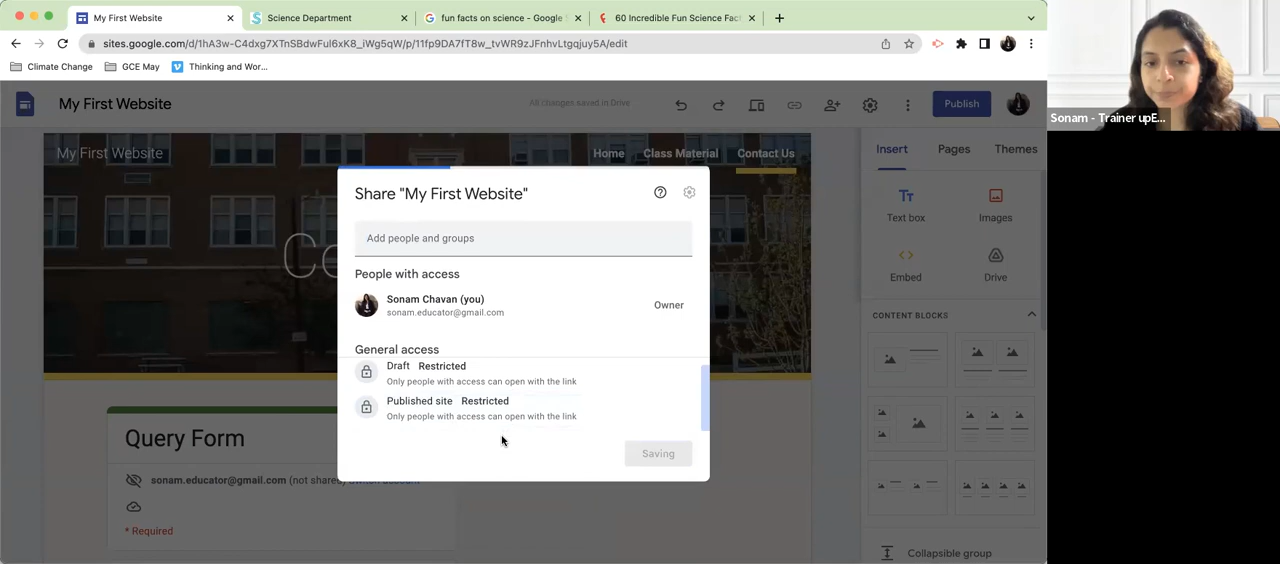 My First Website
Science Department
fun facts on science - Google S
60 Incredible Fun Science Fac
sites.google.com/d/1hA3w-C4dxg7XTnSBdwFul6xK8_iWg5qW/p/11fp9DA7fT8w_tvWR9zJFnhvLtgqjuy5A/edit
Climate Change
GCE May
Thinking and Wor...
Sonam - Trainer upE...
My First Website
All changes saved in Drive
Publish
My First Website
Home
Class Material
Contact Us
Insert
Pages
Themes
Text box
Images
Embed
Drive
CONTENT BLOCKS
Collapsible group
Share "My First Website"
Add people and groups
People with access
Sonam Chavan (you)
sonam.educator@gmail.com
Owner
General access
Draft Restricted
Only people with access can open with the link
Published site Restricted
Only people with access can open with the link
Saving
Co
Query Form
sonam.educator@gmail.com (not shared)
* Required